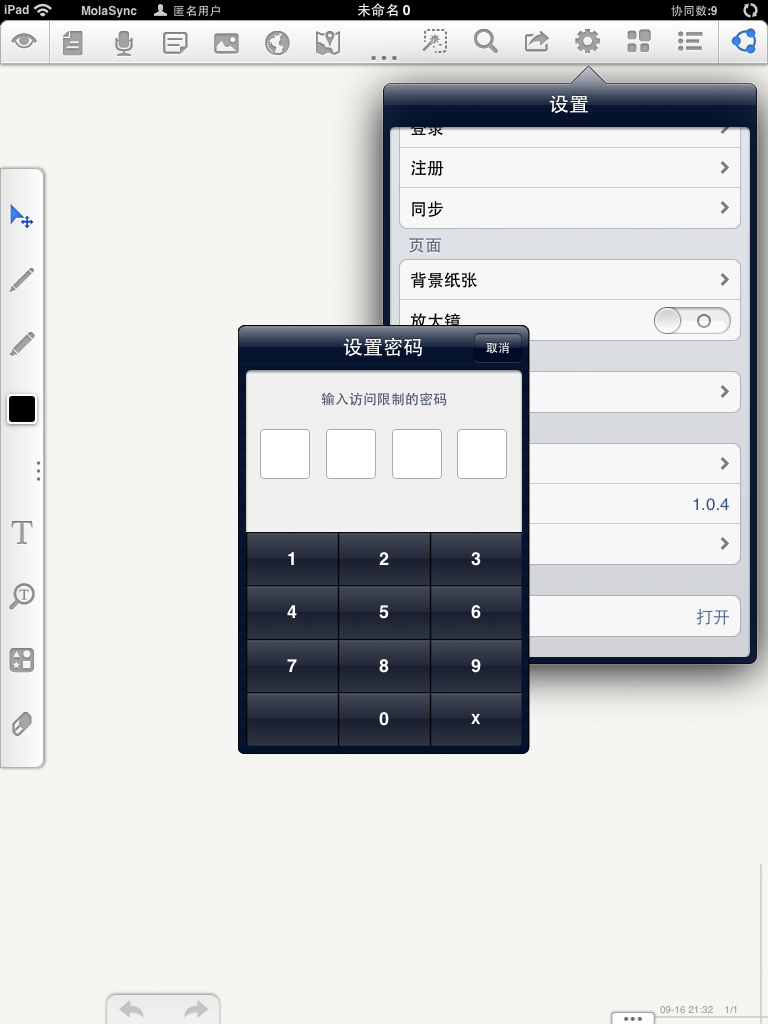 iPad MolaSync 匿名用户 未命名 0 协同数:9
设置
登录
注册
同步
页面
背景纸张
放大镜
设置密码 取消
输入访问限制的密码
1 2 3
4 5 6
7 8 9
0 x
1.0.4
打开
T
T
09-16 21:32 1/1